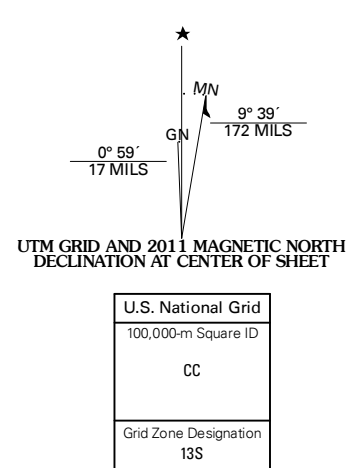 MN
9° 39´
172 MILS
GN
0° 59´
17 MILS
UTM GRID AND 2011 MAGNETIC NORTH
DECLINATION AT CENTER OF SHEET
U.S. National Grid
100,000-m Square ID
CC
Grid Zone Designation
13S